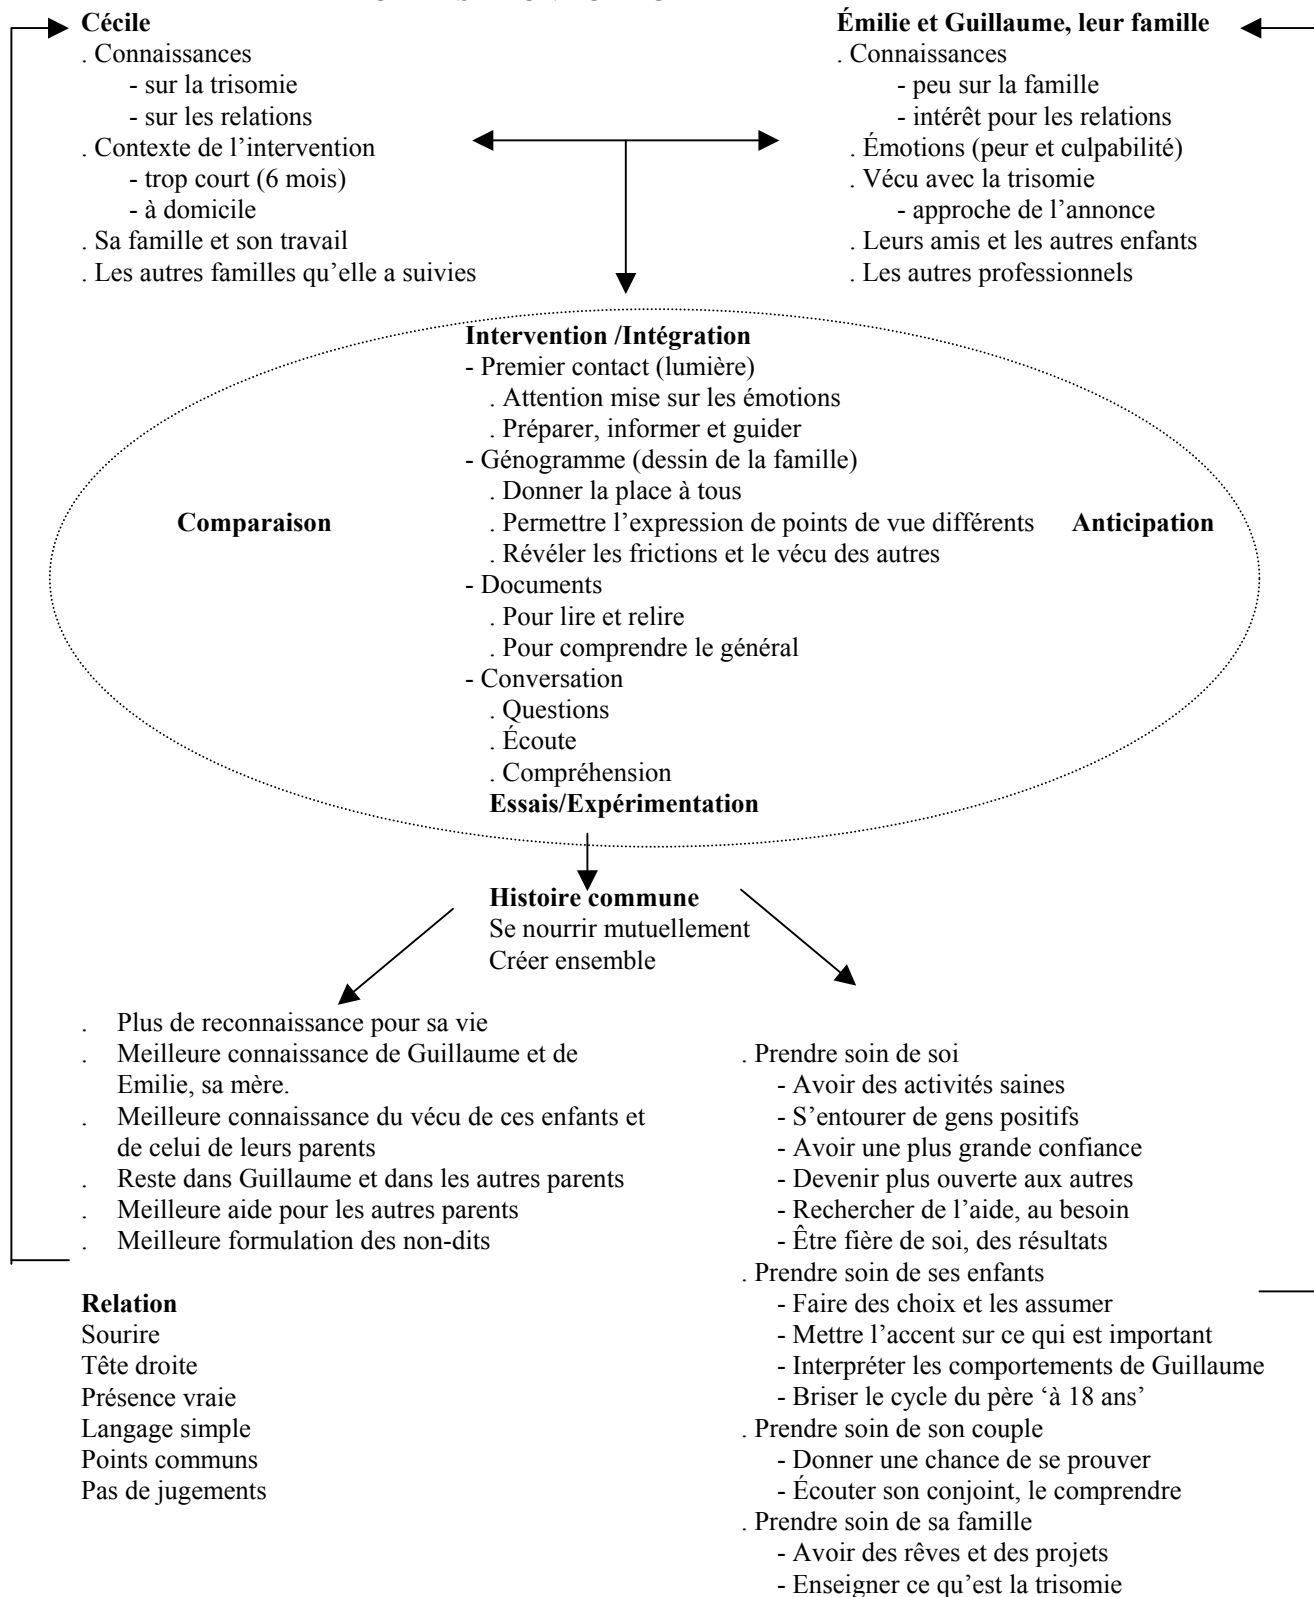 Cécile
. Connaissances
- sur la trisomie
- sur les relations
. Contexte de l’intervention
- trop court (6 mois)
- à domicile
. Sa famille et son travail
. Les autres familles qu’elle a suivies
Émilie et Guillaume, leur famille
. Connaissances
- peu sur la famille
- intérêt pour les relations
. Émotions (peur et culpabilité)
. Vécu avec la trisomie
- approche de l’annonce
. Leurs amis et les autres enfants
. Les autres professionnels
Intervention /Intégration
- Premier contact (lumière)
. Attention mise sur les émotions
. Préparer, informer et guider
- Génogramme (dessin de la famille)
. Donner la place à tous
Comparaison
. Permettre l’expression de points de vue différents
Anticipation
. Révéler les frictions et le vécu des autres
- Documents
. Pour lire et relire
. Pour comprendre le général
- Conversation
. Questions
. Écoute
. Compréhension
Essais/Expérimentation
Histoire commune
Se nourrir mutuellement
Créer ensemble
. Plus de reconnaissance pour sa vie
. Meilleure connaissance de Guillaume et de
Emilie, sa mère.
. Meilleure connaissance du vécu de ces enfants et
de celui de leurs parents
. Reste dans Guillaume et dans les autres parents
. Meilleure aide pour les autres parents
. Meilleure formulation des non-dits
Relation
Sourire
Tête droite
Présence vraie
Langage simple
Points communs
Pas de jugements
. Prendre soin de soi
- Avoir des activités saines
- S’entourer de gens positifs
- Avoir une plus grande confiance
- Devenir plus ouverte aux autres
- Rechercher de l’aide, au besoin
- Être fière de soi, des résultats
. Prendre soin de ses enfants
- Faire des choix et les assumer
- Mettre l’accent sur ce qui est important
- Interpréter les comportements de Guillaume
- Briser le cycle du père ‘à 18 ans’
. Prendre soin de son couple
- Donner une chance de se prouver
- Écouter son conjoint, le comprendre
. Prendre soin de sa famille
- Avoir des rêves et des projets
- Enseigner ce qu’est la trisomie